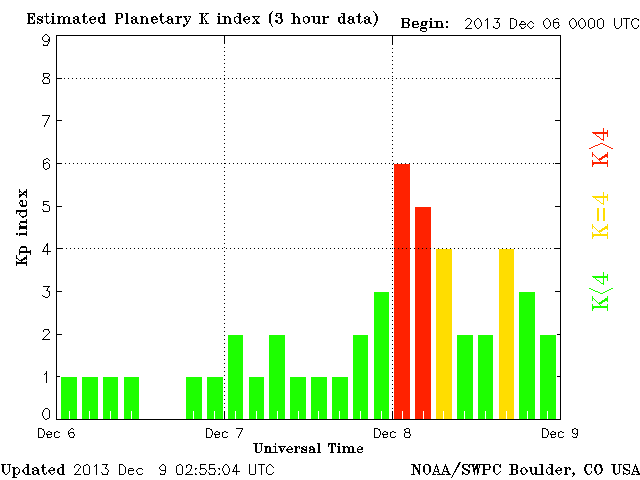 Estimated Planetary K index (3 hour data) Begin: 2013 Dec 06 0000 UTC
9
8
7
6
5
4
3
2
1
0
Kp index
K>4
K=4
K<4
Dec 6 Dec 7 Dec 8 Dec 9
Universal Time
Updated 2013 Dec 9 02:55:04 UTC NOAA/SWPC Boulder, CO USA